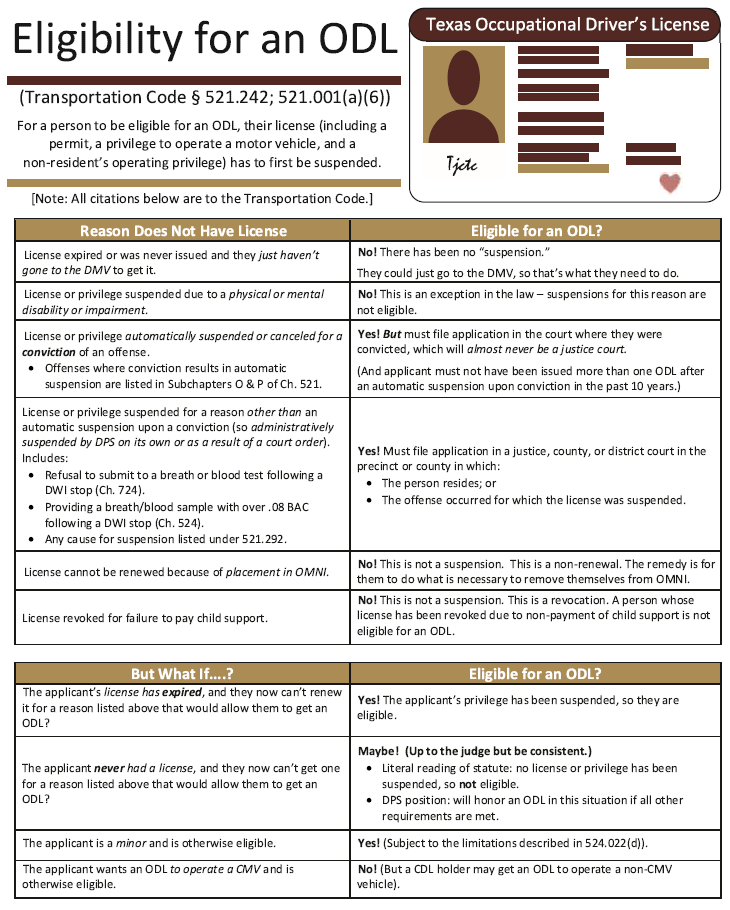 Eligibility for an ODL
(Transportation Code § 521.242; 521.001(a)(6))
For a person to be eligible for an ODL, their license (including a
permit, a privilege to operate a motor vehicle, and a
non-resident's operating privilege) has to first be suspended.
[Note: All citations below are to the Transportation Code.]
Texas Occupational Driver's License
Tjctc
Reason Does Not Have License
Eligible for an ODL?
License expired or was never issued and they just haven't
gone to the DMV to get it.
No! There has been no "suspension."
They could just go to the DMV, so that's what they need to do.
License or privilege suspended due to a physical or mental
disability or impairment.
No! This is an exception in the law – suspensions for this reason are
not eligible.
License or privilege automatically suspended or canceled for a
conviction of an offense.
• Offenses where conviction results in automatic
suspension are listed in Subchapters O & P of Ch. 521.
Yes! But must file application in the court where they were
convicted, which will almost never be a justice court.
(And applicant must not have been issued more than one ODL after
an automatic suspension upon conviction in the past 10 years.)
License or privilege suspended for a reason other than an
automatic suspension upon a conviction (so administratively
suspended by DPS on its own or as a result of a court order).
Includes:
• Refusal to submit to a breath or blood test following a
DWI stop (Ch. 724).
• Providing a breath/blood sample with over .08 BAC
following a DWI stop (Ch. 524).
• Any cause for suspension listed under 521.292.
Yes! Must file application in a justice, county, or district court in the
precinct or county in which:
• The person resides; or
• The offense occurred for which the license was suspended.
License cannot be renewed because of placement in OMNI.
No! This is not a suspension. This is a non-renewal. The remedy is for
them to do what is necessary to remove themselves from OMNI.
License revoked for failure to pay child support.
No! This is not a suspension. This is a revocation. A person whose
license has been revoked due to non-payment of child support is not
eligible for an ODL.
But What If....?
Eligible for an ODL?
The applicant's license has expired, and they now can't renew
it for a reason listed above that would allow them to get an
ODL?
Yes! The applicant's privilege has been suspended, so they are
eligible.
The applicant never had a license, and they now can't get one
for a reason listed above that would allow them to get an
ODL?
Maybe! (Up to the judge but be consistent.)
• Literal reading of statute: no license or privilege has been
suspended, so not eligible.
• DPS position: will honor an ODL in this situation if all other
requirements are met.
The applicant is a minor and is otherwise eligible.
Yes! (Subject to the limitations described in 524.022(d)).
The applicant wants an ODL to operate a CMV and is
otherwise eligible.
No! (But a CDL holder may get an ODL to operate a non-CMV
vehicle).